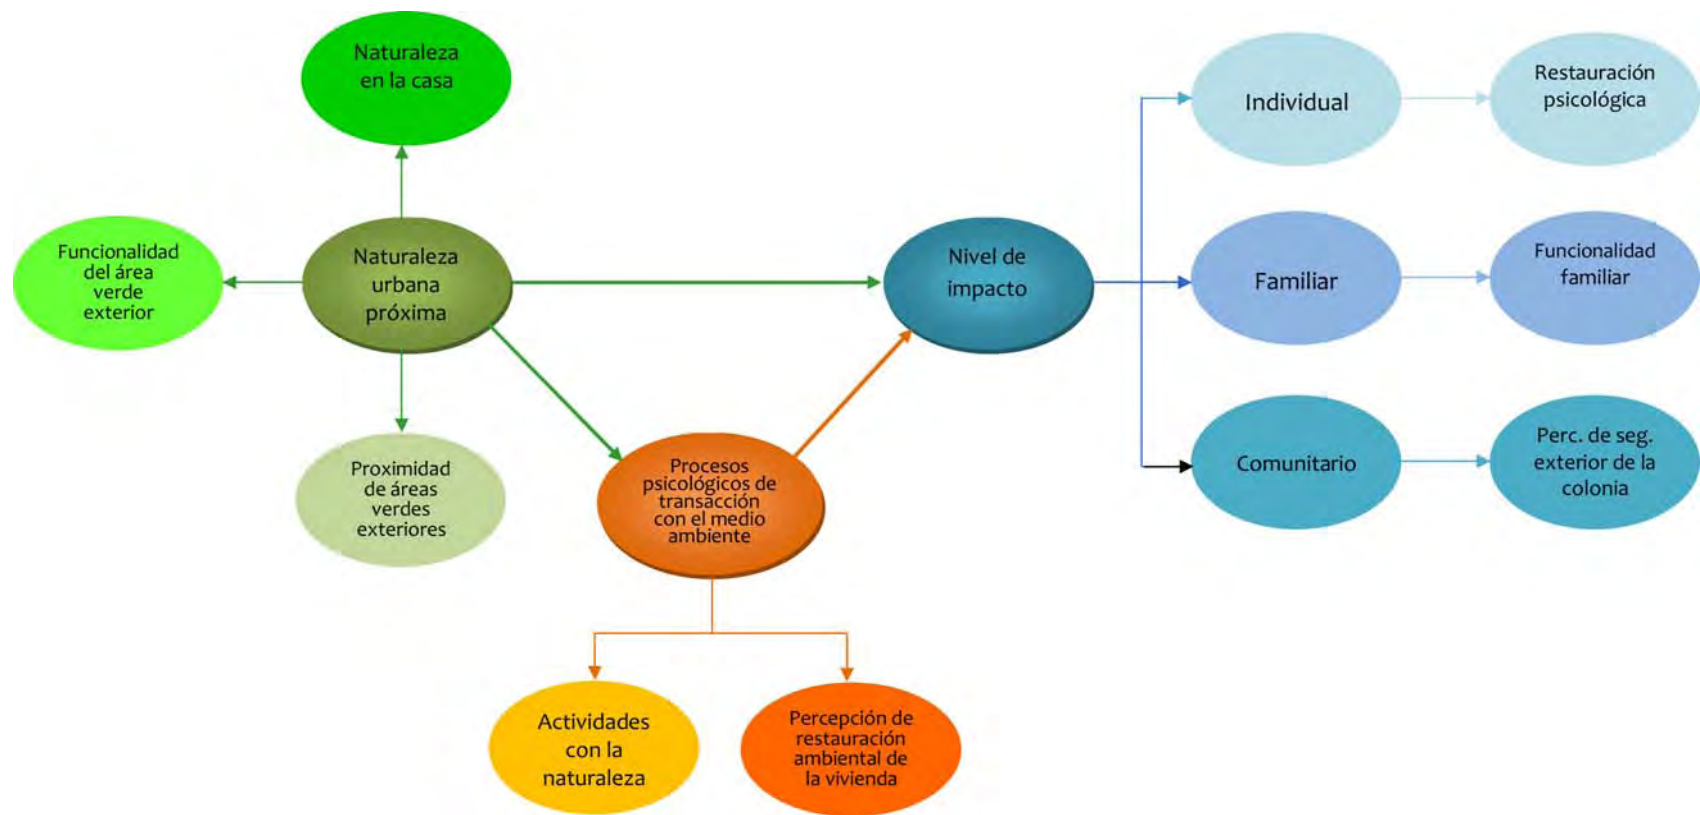 Naturaleza
en la casa
Funcionalidad
del área
verde
exterior
Naturaleza
urbana
próxima
Proximidad
de áreas
verdes
exteriores
Procesos
psicológicos de
transacción
con el medio
ambiente
Actividades
con la
naturaleza
Percepción de
restauración
ambiental de
la vivienda
Nivel de
impacto
Individual
Restauración
psicológica
Familiar
Funcionalidad
familiar
Comunitario
Perc. de seg.
exterior de la
colonia